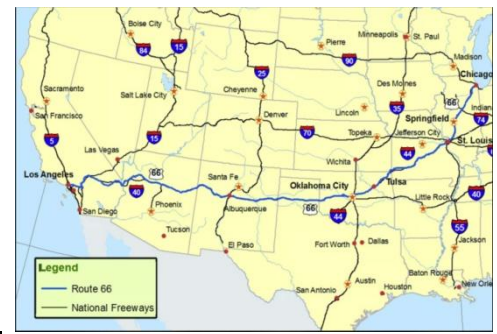 Boise City
Minneapolis
St. Paul
Pierre
84
15
90
Madison
Chicago
25
Des Moines
Sacramento
Salt Lake City
Cheyenne
66
Lincoln
35
Springfield
74
Indian
San Francisco
Denver
70
Topeka
Jefferson City
St. Louis
5
15
44
Las Vegas
Wichita
Los Angeles
66
40
Santa Fe
Oklahoma City
Tulsa
Little Rock
40
San Diego
Phoenix
Albuquerque
66
44
Tucson
El Paso
Fort Worth
Dallas
55
Jackson
Legend
Route 66
National Freeways
Austin
Baton Rouge
San Antonio
Houston
New Orle